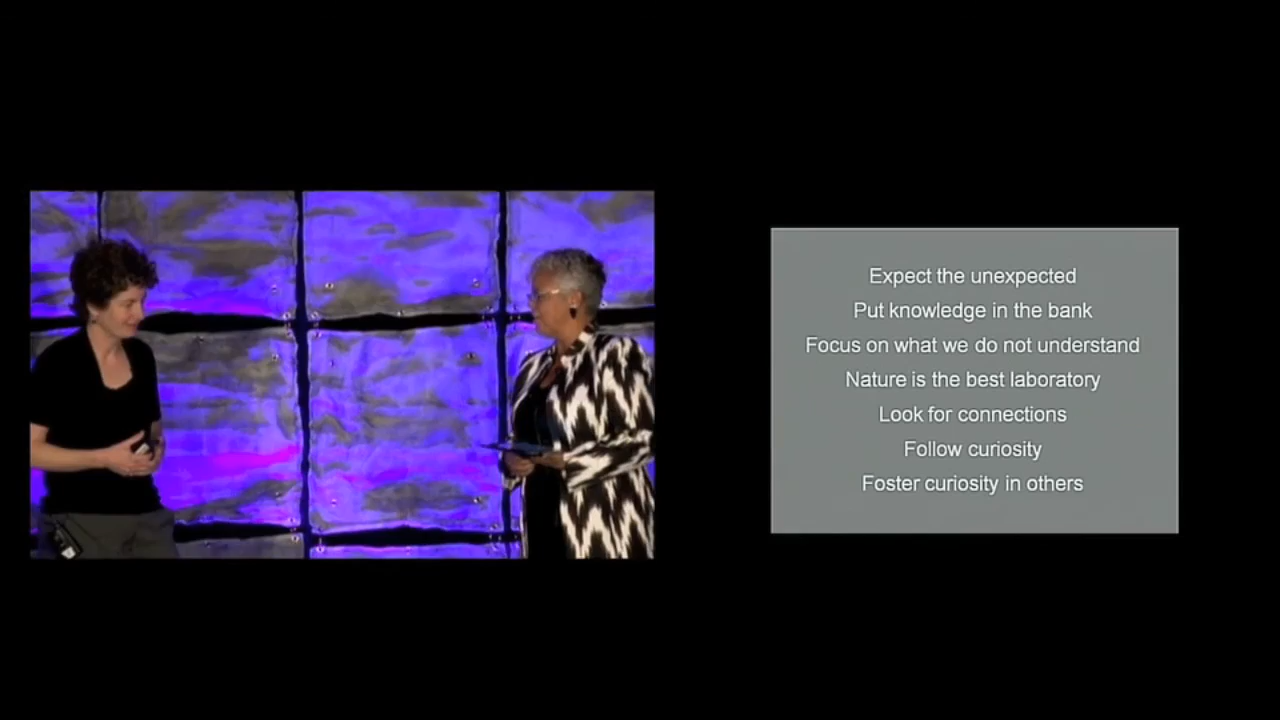 Expect the unexpected
Put knowledge in the bank
Focus on what we do not understand
Nature is the best laboratory
Look for connections
Follow curiosity
Foster curiosity in others